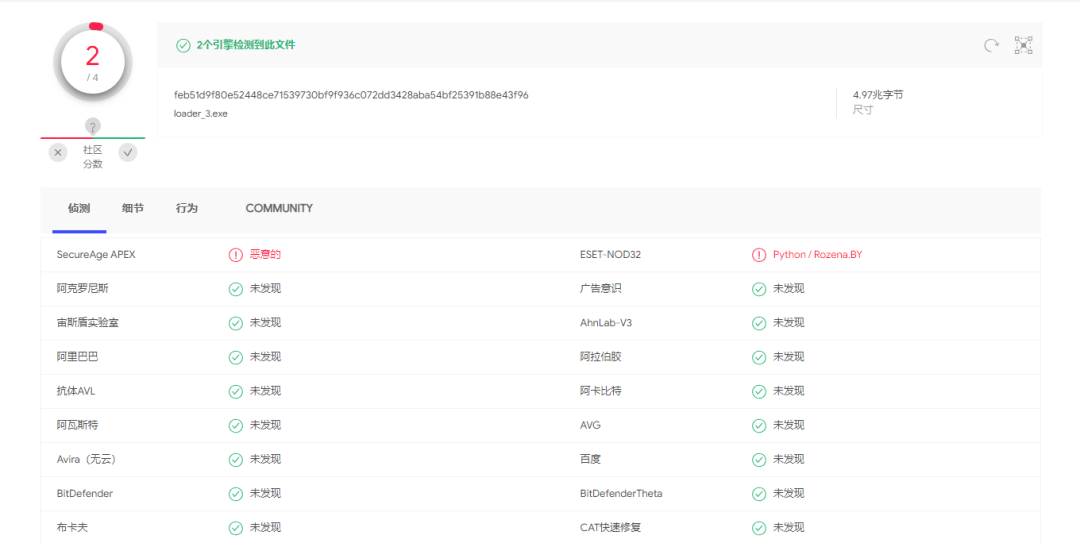 2
/ 4
2个引擎检测到此文件
feb51d9f80e52448ce71539730bf9f936c072dd3428aba54bf25391b88e43f96
loader_3.exe
4.97兆字节
尺寸
?
社区
分数
侦测 细节 行为 COMMUNITY
SecureAge APEX 恶意的 ESET-NOD32 Python / Rozena.BY
阿克罗尼斯 未发现 广告意识 未发现
宙斯盾实验室 未发现 AhnLab-V3 未发现
阿里巴巴 未发现 阿拉伯胶 未发现
抗体AVL 未发现 阿卡比特 未发现
阿瓦斯特 未发现 AVG 未发现
Avira（无云） 未发现 百度 未发现
BitDefender 未发现 BitDefenderTheta 未发现
布卡夫 未发现 CAT快速修复 未发现